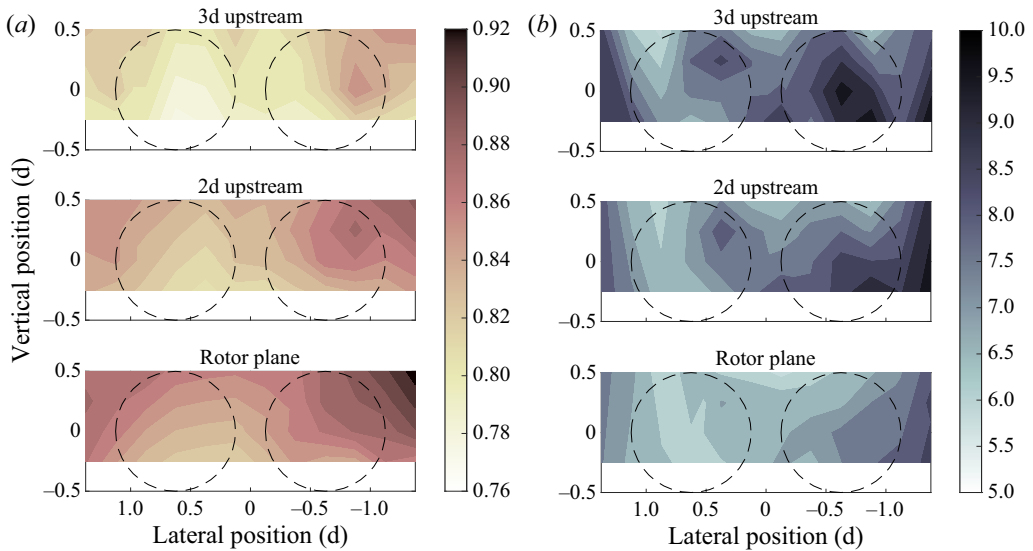 (a)
3d upstream
0.5
0
–0.5
2d upstream
0.5
0
–0.5
Rotor plane
0.5
0
–0.5
1.0 0.5 0 –0.5 –1.0
Vertical position (d)
Lateral position (d)
0.92
0.90
0.88
0.86
0.84
0.82
0.80
0.78
0.76
(b)
3d upstream
0.5
0
–0.5
2d upstream
0.5
0
–0.5
Rotor plane
0.5
0
–0.5
1.0 0.5 0 –0.5 –1.0
Lateral position (d)
10.0
9.5
9.0
8.5
8.0
7.5
7.0
6.5
6.0
5.5
5.0